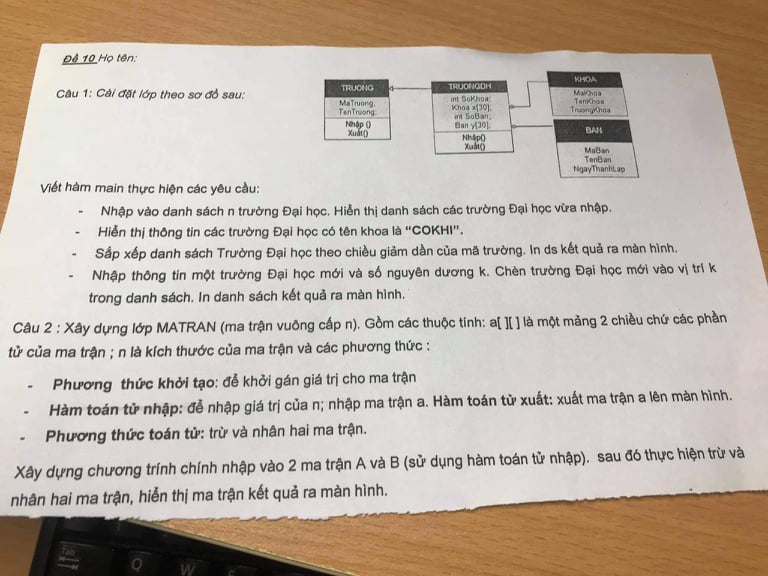 Đề 10 Họ tên:
Câu 1: Cài đặt lớp theo sơ đồ sau:
TRUONG
MaTruong;
TenTruong;
Nhập ()
Xuất()
TRUONGDH
int SoKhoa;
Khoa x[30];
int SoBan;
Ban y[30];
Nhập()
Xuất()
KHOA
MaKhoa
TenKhoa
TruongKhoa
BAN
MaBan
TenBan
NgayThanhLap
Viết hàm main thực hiện các yêu cầu:
- Nhập vào danh sách n trường Đại học. Hiển thị danh sách các trường Đại học vừa nhập.
- Hiển thị thông tin các trường Đại học có tên khoa là “COKHI”.
- Sắp xếp danh sách Trường Đại học theo chiều giảm dần của mã trường. In ds kết quả ra màn hình.
- Nhập thông tin một trường Đại học mới và số nguyên dương k. Chèn trường Đại học mới vào vị trí k
trong danh sách. In danh sách kết quả ra màn hình.
Câu 2 : Xây dựng lớp MATRAN (ma trận vuông cấp n). Gồm các thuộc tính: a[ ][ ] là một mảng 2 chiều chứ các phần
tử của ma trận ; n là kích thước của ma trận và các phương thức :
- Phương thức khởi tạo: để khởi gán giá trị cho ma trận
- Hàm toán tử nhập: để nhập giá trị của n; nhập ma trận a. Hàm toán tử xuất: xuất ma trận a lên màn hình.
- Phương thức toán tử: trừ và nhân hai ma trận.
Xây dựng chương trình chính nhập vào 2 ma trận A và B (sử dụng hàm toán tử nhập). sau đó thực hiện trừ và
nhân hai ma trận, hiển thị ma trận kết quả ra màn hình.
Tab
Q
W